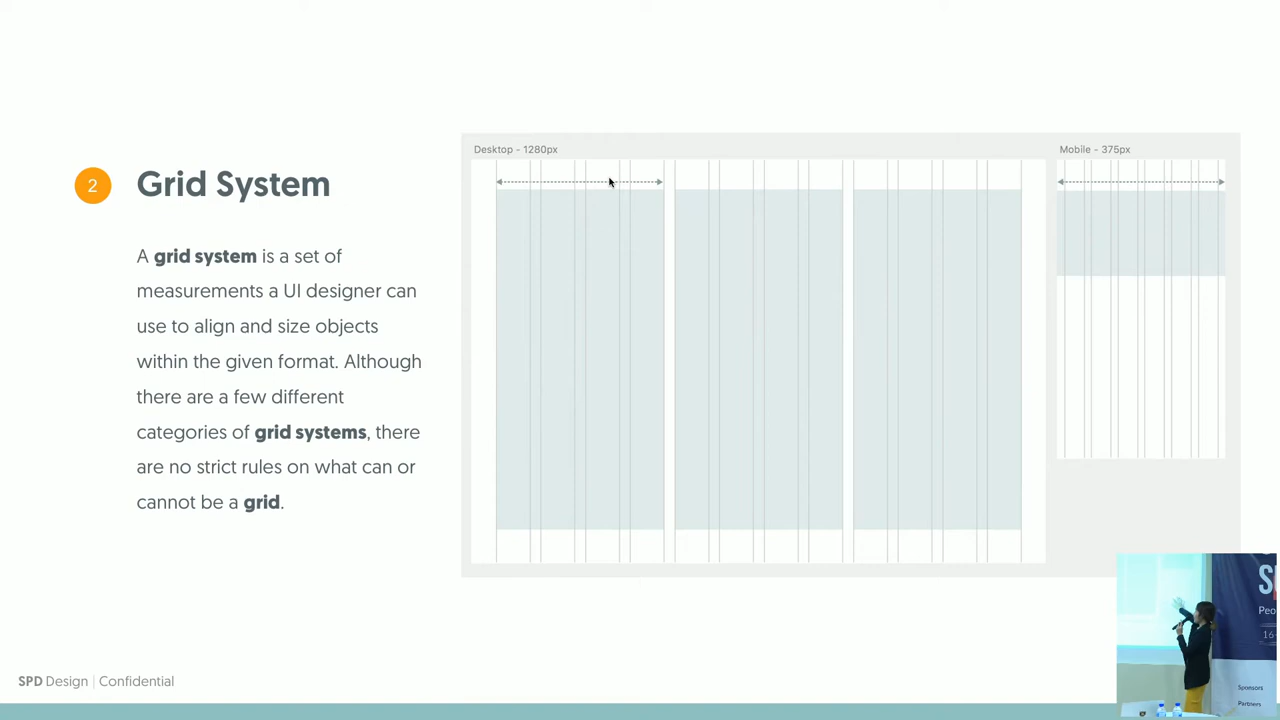 Desktop - 1280px
Mobile - 375px
2
Grid System
A grid system is a set of
measurements a UI designer can
use to align and size objects
within the given format. Although
there are a few different
categories of grid systems, there
are no strict rules on what can or
cannot be a grid.
SPD Design | Confidential
Sponsors
Partners